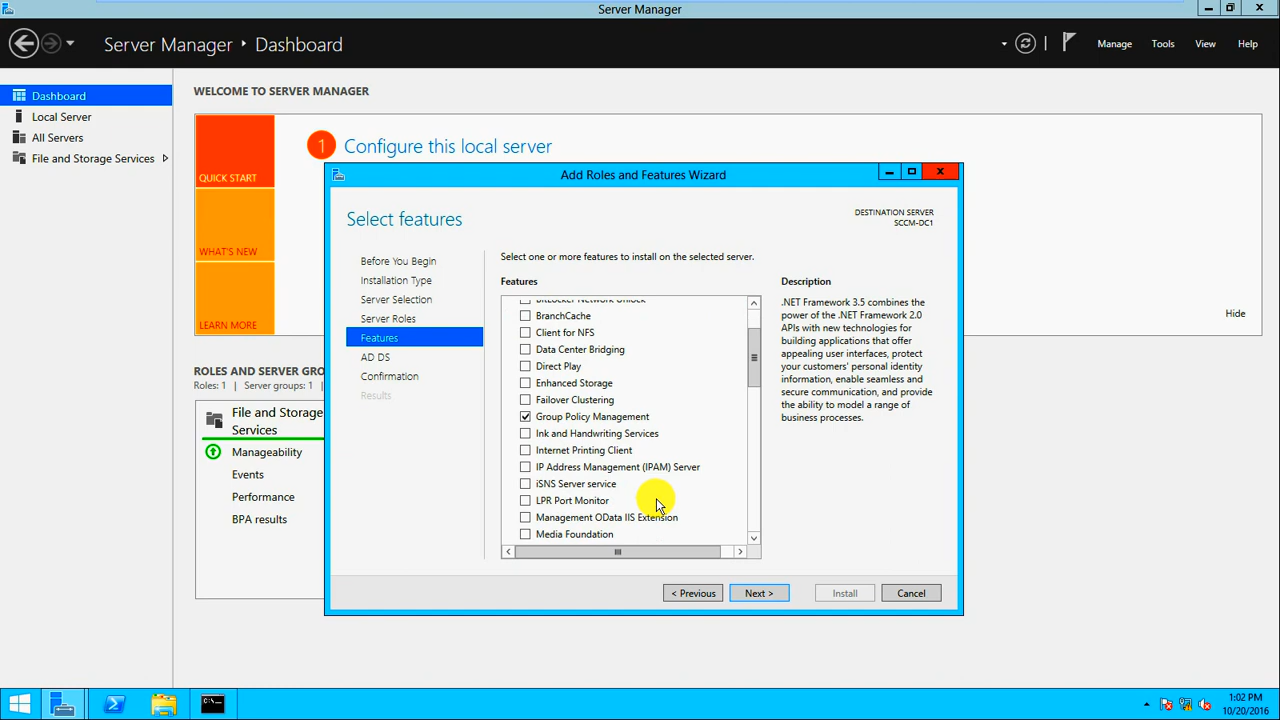 Server Manager
Server Manager ‣ Dashboard
Manage
Tools
View
Help
Dashboard
Local Server
All Servers
File and Storage Services
WELCOME TO SERVER MANAGER
QUICK START
WHAT'S NEW
LEARN MORE
1 Configure this local server
Hide
ROLES AND SERVER GRO
Roles: 1 | Server groups: 1
File and Storage
Services
Manageability
Events
Performance
BPA results
Add Roles and Features Wizard
Select features
DESTINATION SERVER
SCCM-DC1
Before You Begin
Installation Type
Server Selection
Server Roles
Features
AD DS
Confirmation
Results
Select one or more features to install on the selected server.
Features
BitLocker Network Unlock
BranchCache
Client for NFS
Data Center Bridging
Direct Play
Enhanced Storage
Failover Clustering
Group Policy Management
Ink and Handwriting Services
Internet Printing Client
IP Address Management (IPAM) Server
iSNS Server service
LPR Port Monitor
Management OData IIS Extension
Media Foundation
Description
.NET Framework 3.5 combines the
power of the .NET Framework 2.0
APIs with new technologies for
building applications that offer
appealing user interfaces, protect
your customers' personal identity
information, enable seamless and
secure communication, and provide
the ability to model a range of
business processes.
< Previous
Next >
Install
Cancel
1:02 PM
10/20/2016